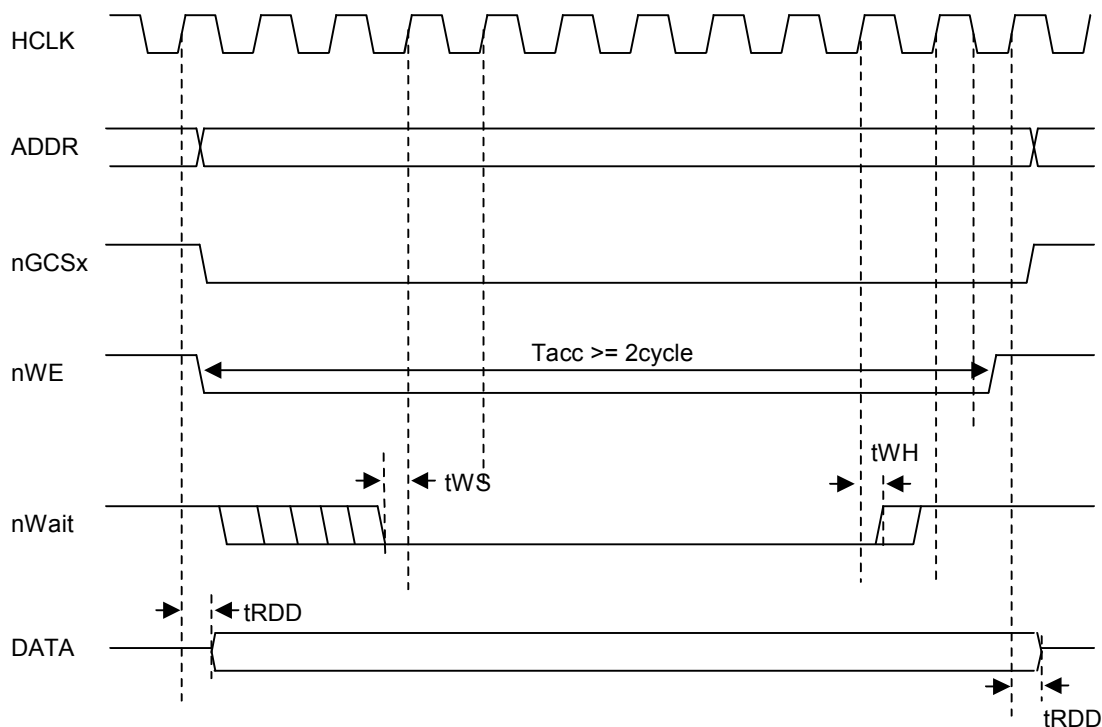 HCLK
ADDR
nGCSx
nWE
Tacc >= 2cycle
tWS
tWH
nWait
tRDD
DATA
tRDD